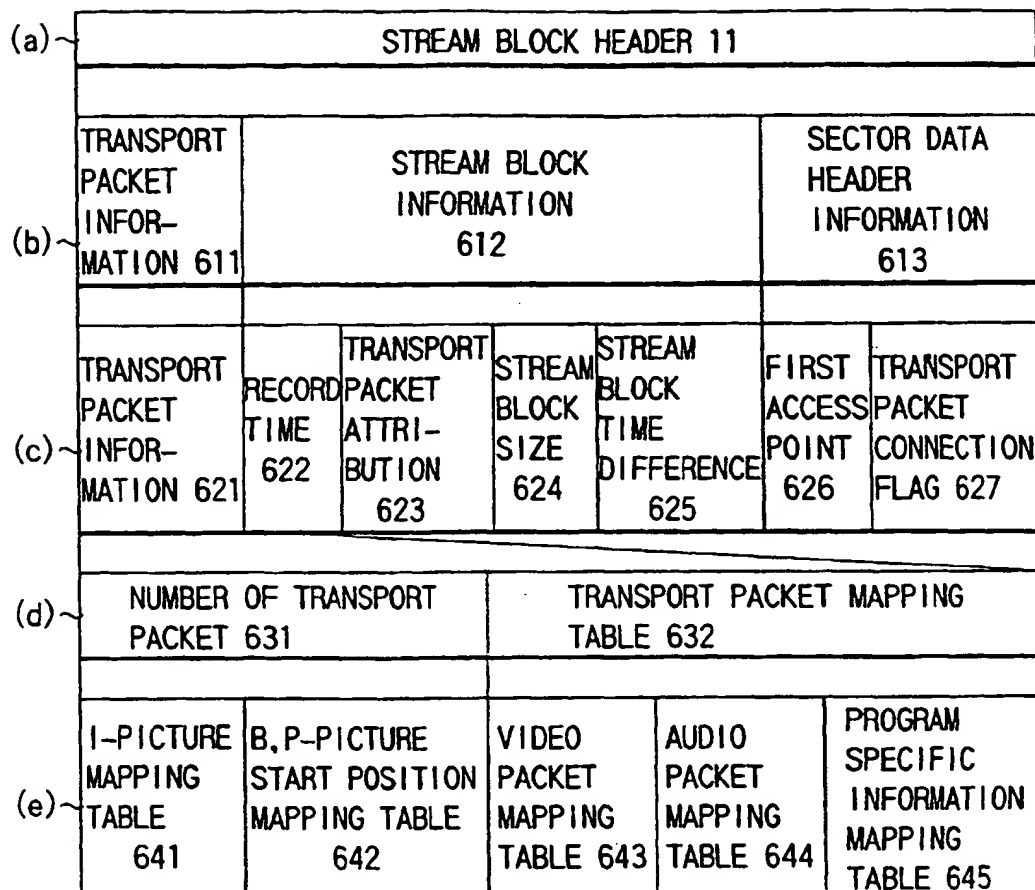 (a)
STREAM BLOCK HEADER 11
(b)
TRANSPORT
PACKET
INFOR-
MATION 611
STREAM BLOCK
INFORMATION
612
SECTOR DATA
HEADER
INFORMATION
613
(c)
TRANSPORT
PACKET
INFOR-
MATION 621
RECORD
TIME
622
TRANSPORT
PACKET
ATTRI-
BUTION
623
STREAM
BLOCK
SIZE
624
STREAM
BLOCK
TIME
DIFFERENCE
625
FIRST
ACCESS
POINT
626
TRANSPORT
PACKET
CONNECTION
FLAG 627
(d)
NUMBER OF TRANSPORT
PACKET 631
TRANSPORT PACKET MAPPING
TABLE 632
(e)
I-PICTURE
MAPPING
TABLE
641
B,P-PICTURE
START POSITION
MAPPING TABLE
642
VIDEO
PACKET
MAPPING
TABLE 643
AUDIO
PACKET
MAPPING
TABLE 644
PROGRAM
SPECIFIC
INFORMATION
MAPPING
TABLE 645